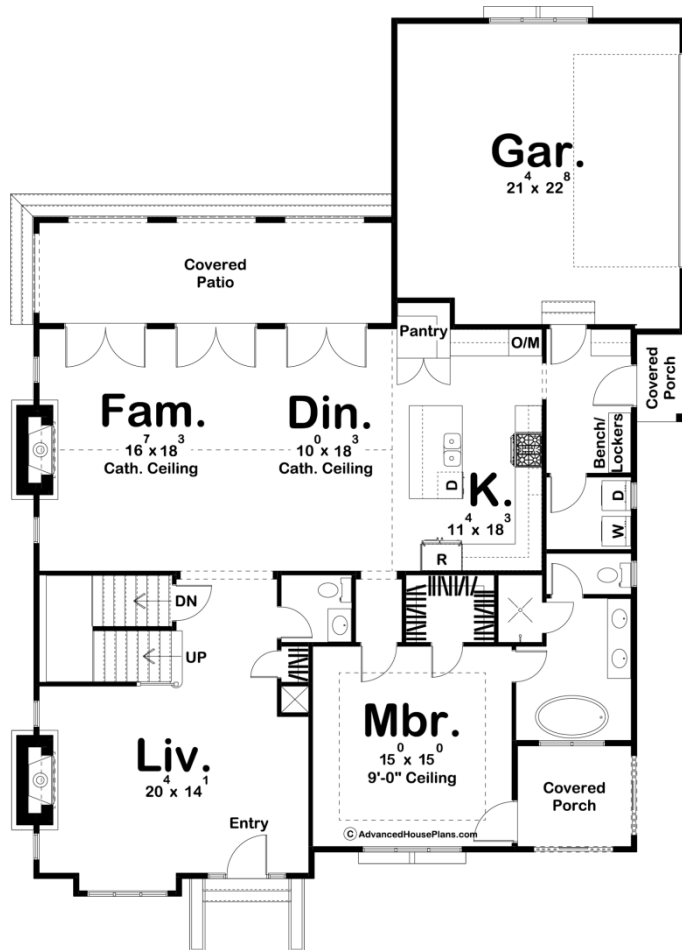 Gar.
21⁴ x 22⁸
Covered
Patio
Pantry
O/M
Covered
Porch
Fam.
16⁷ x 18³
Cath. Ceiling
Din.
10⁰ x 18³
Cath. Ceiling
Bench/
Lockers
D
K.
11⁴ x 18³
D
W
R
DN
UP
Mbr.
15⁰ x 15⁰
9'-0" Ceiling
Liv.
20⁴ x 14¹
Covered
Porch
Entry
© AdvancedHousePlans.com